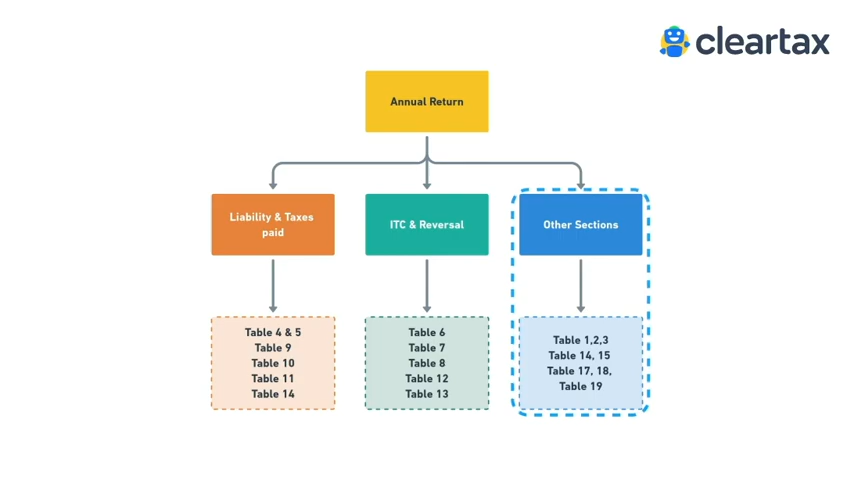 cleartax
Annual Return
Liability & Taxes
paid
ITC & Reversal
Other Sections
Table 4 & 5
Table 9
Table 10
Table 11
Table 14
Table 6
Table 7
Table 8
Table 12
Table 13
Table 1,2,3
Table 14, 15
Table 17, 18,
Table 19